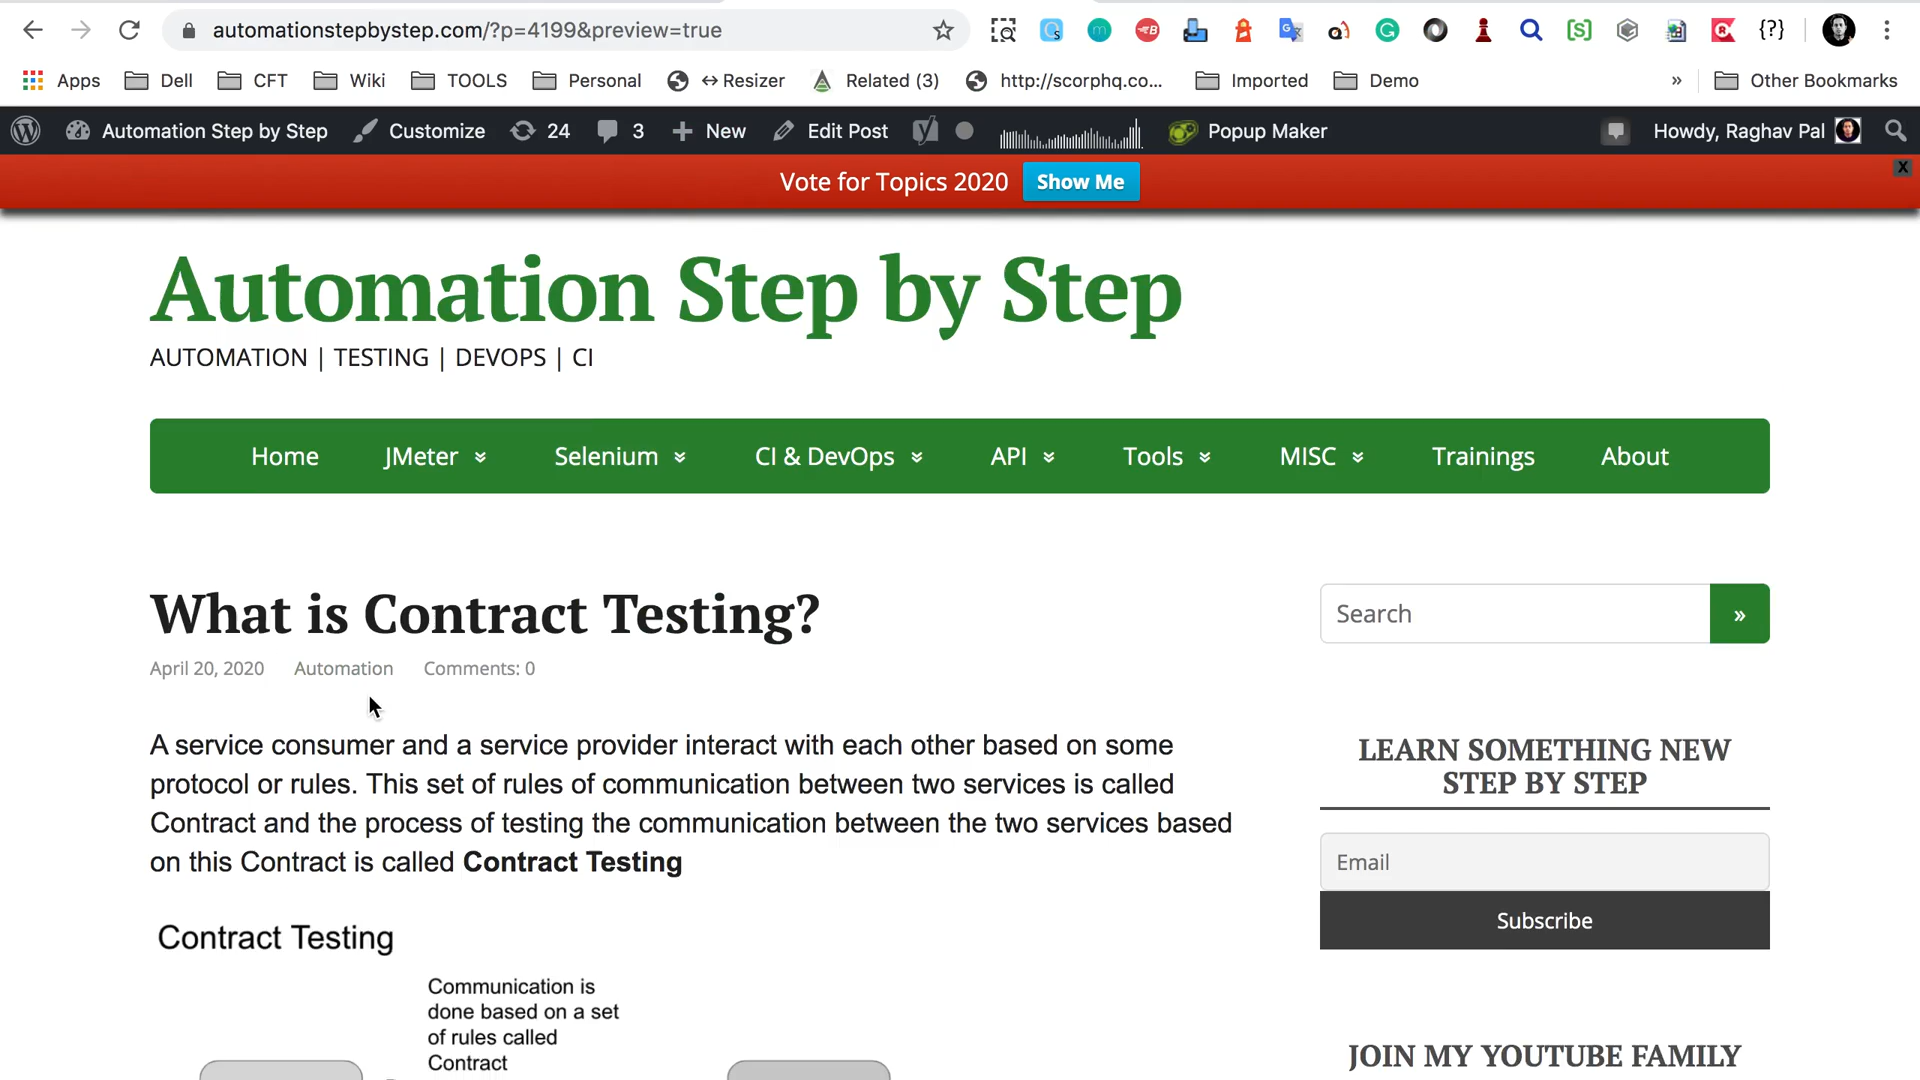 automationstepbystep.com/?p=4199&preview=true
Apps Dell CFT Wiki TOOLS Personal ↔ Resizer Related (3) http://scorphq.co... Imported Demo » Other Bookmarks
Automation Step by Step Customize 24 3 New Edit Post Popup Maker Howdy, Raghav Pal
Vote for Topics 2020 Show Me X
Automation Step by Step
AUTOMATION | TESTING | DEVOPS | CI
Home JMeter Selenium CI & DevOps API Tools MISC Trainings About
What is Contract Testing?
Search »
April 20, 2020 Automation Comments: 0
A service consumer and a service provider interact with each other based on some
protocol or rules. This set of rules of communication between two services is called
Contract and the process of testing the communication between the two services based
on this Contract is called Contract Testing
LEARN SOMETHING NEW
STEP BY STEP
Email
Subscribe
Contract Testing
Communication is
done based on a set
of rules called
Contract
JOIN MY YOUTUBE FAMILY